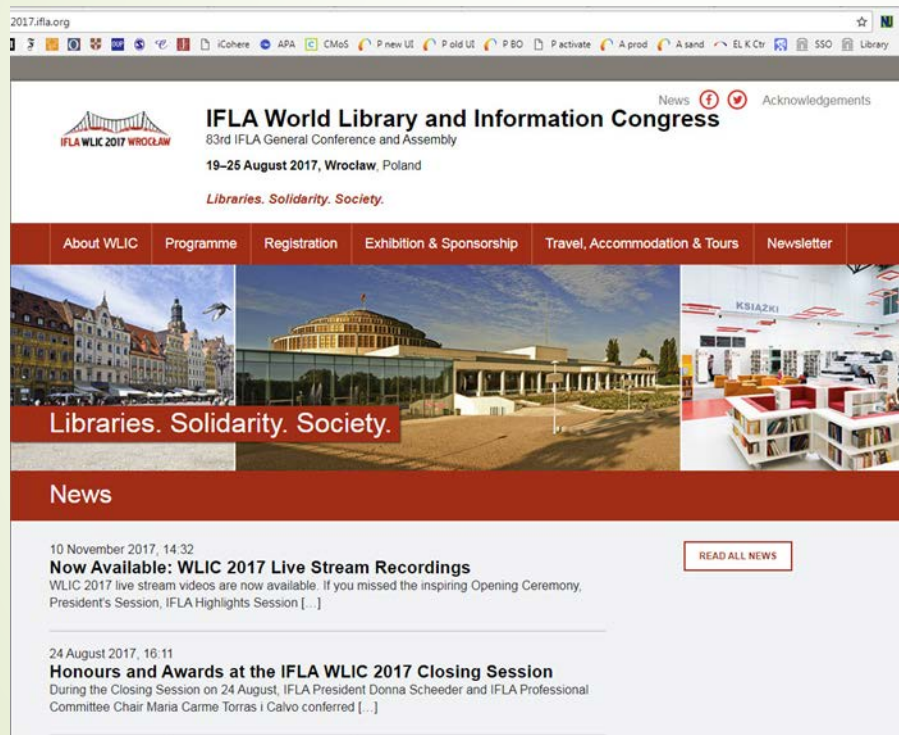 2017.ifla.org
iCohere APA CMoS P new UI P old UI P BO P activate A prod A sand EL K Ctr SSO Library
News Acknowledgements
IFLA World Library and Information Congress
83rd IFLA General Conference and Assembly
IFLA WLIC 2017 WROCŁAW
19–25 August 2017, Wrocław, Poland
Libraries. Solidarity. Society.
About WLIC Programme Registration Exhibition & Sponsorship Travel, Accommodation & Tours Newsletter
KSIĄŻKI
Libraries. Solidarity. Society.
News
10 November 2017, 14:32
Now Available: WLIC 2017 Live Stream Recordings
WLIC 2017 live stream videos are now available. If you missed the inspiring Opening Ceremony,
President's Session, IFLA Highlights Session […]
READ ALL NEWS
24 August 2017, 16:11
Honours and Awards at the IFLA WLIC 2017 Closing Session
During the Closing Session on 24 August, IFLA President Donna Scheeder and IFLA Professional
Committee Chair Maria Carme Torras i Calvo conferred […]